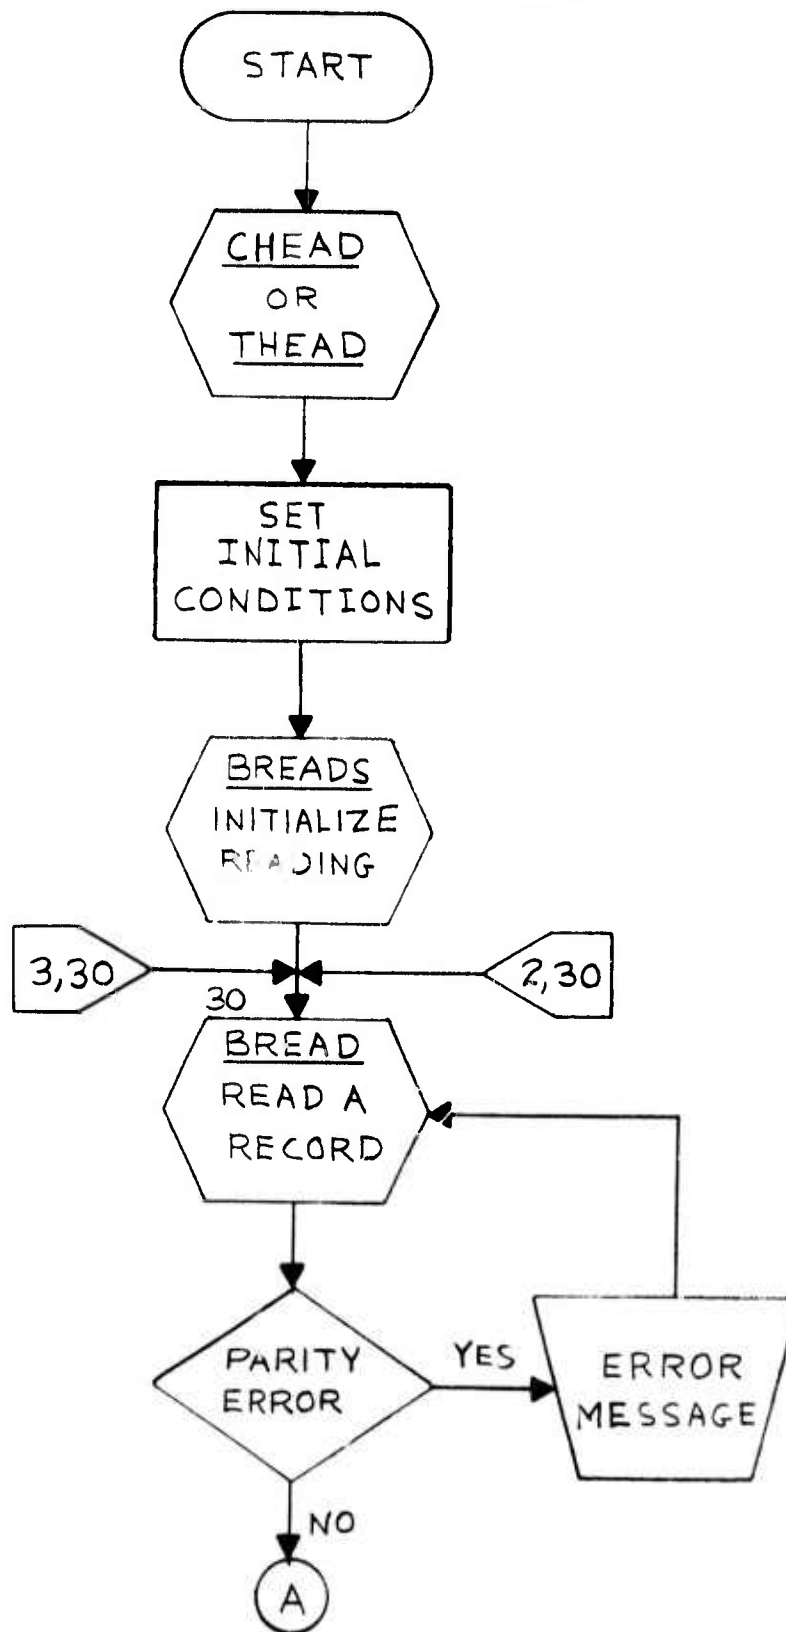 START
CHEAD
OR
THEAD
SET
INITIAL
CONDITIONS
BREADS
INITIALIZE
READING
3,30
2,30
30
BREAD
READ A
RECORD
PARITY
ERROR
YES
ERROR
MESSAGE
NO
A